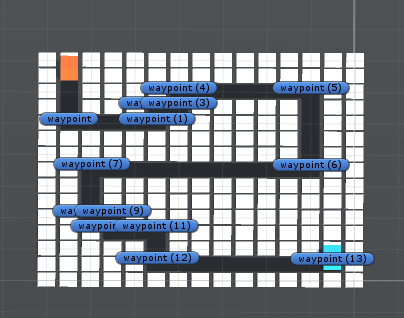 waypoint (4)
waypoint (5)
waypoint (3)
waypoint
waypoint (1)
waypoint (7)
waypoint (6)
waypoint (9)
waypoint (11)
waypoint (12)
waypoint (13)